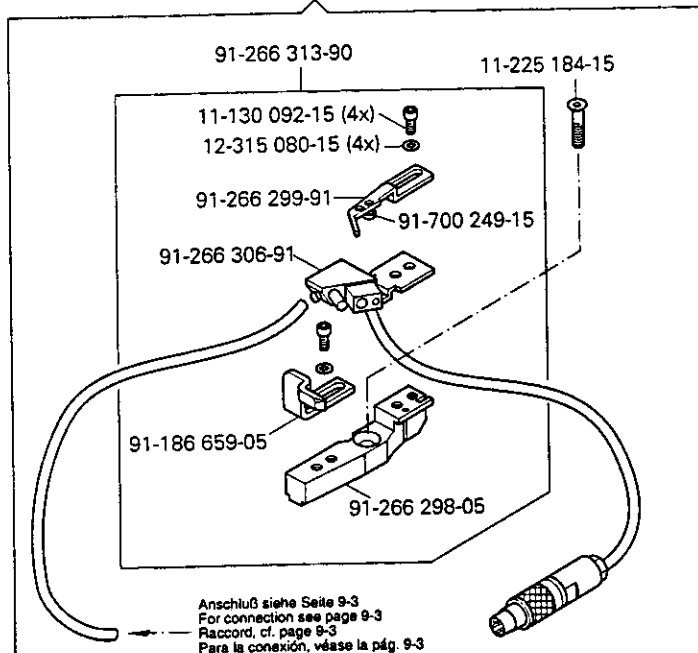 91-266 313-90
11-225 184-15
11-130 092-15 (4x)
12-315 080-15 (4x)
91-266 299-91
91-700 249-15
91-266 306-91
91-186 659-05
91-266 298-05
Anschluß siehe Seite 9-3
For connection see page 9-3
Raccord, cf. page 9-3
Para la conexión, véase la pág. 9-3